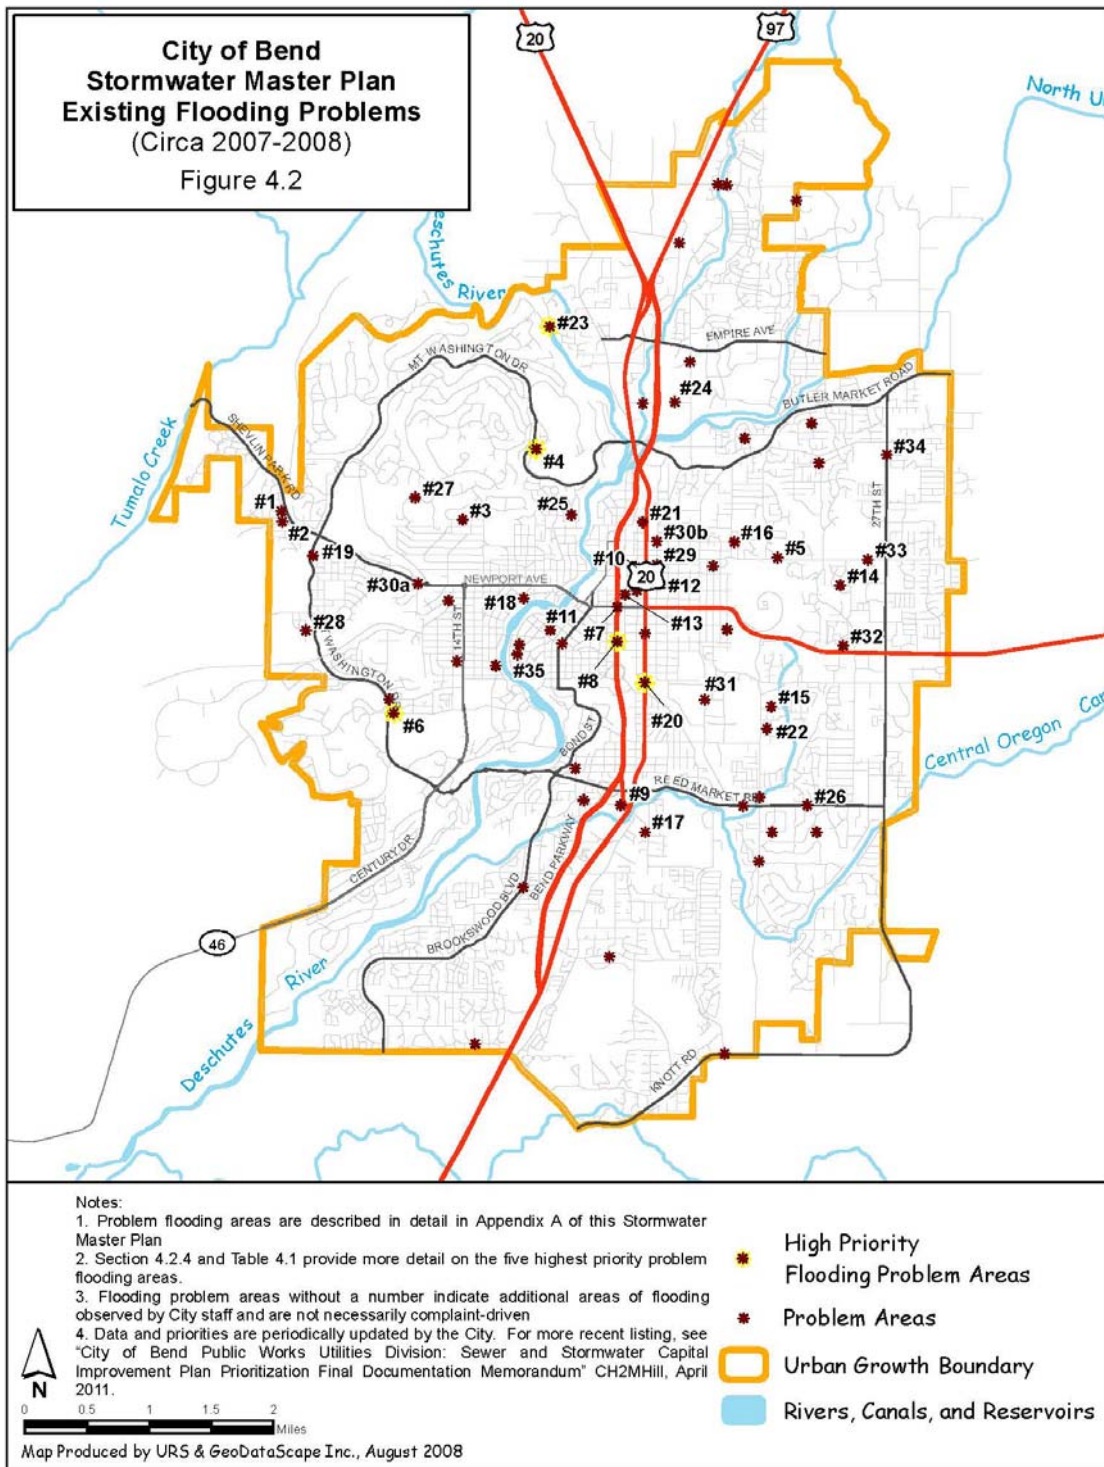 City of Bend
Stormwater Master Plan
Existing Flooding Problems
(Circa 2007-2008)
Figure 4.2
20
97
North U
eschutes
River
#23
EMPIRE AVE
MT WASHINGTON DR
#24
BUTLER MARKET ROAD
SHEVLIN PARK RD
Tumalo Creek
#4
#34
27TH ST
#27
#1
#3
#25
#2
#21
#30b
#16
#19
#10
#29
#5
#33
20
#30a
NEWPORT AVE
#12
#14
#18
14TH ST
#28
#11
#7
#13
#32
WASHINGTON DR
#35
#8
#31
#15
#6
#20
#22
BOND ST
Central Oregon Can
REED MARKET RD
#9
#26
#17
CENTURY DR
BEND PARKWAY
BROOKSWOOD BLVD
46
River
Deschutes
KNOTT RD
Notes:
1. Problem flooding areas are described in detail in Appendix A of this Stormwater
Master Plan
2. Section 4.2.4 and Table 4.1 provide more detail on the five highest priority problem
flooding areas.
3. Flooding problem areas without a number indicate additional areas of flooding
observed by City staff and are not necessarily complaint-driven
4. Data and priorities are periodically updated by the City. For more recent listing, see
"City of Bend Public Works Utilities Division: Sewer and Stormwater Capital
Improvement Plan Prioritization Final Documentation Memorandum" CH2MHill, April
2011.
N
0 0.5 1 1.5 2
Miles
Map Produced by URS & GeoDataScape Inc., August 2008
High Priority
Flooding Problem Areas
Problem Areas
Urban Growth Boundary
Rivers, Canals, and Reservoirs